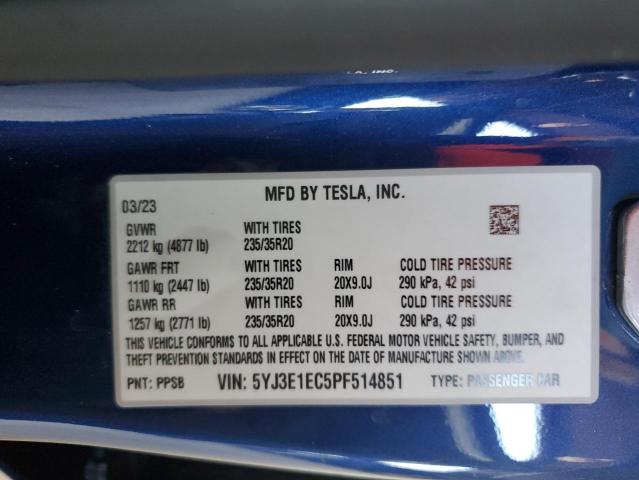 MFD BY TESLA, INC.
03/23
GVWR WITH TIRES
2212 kg (4877 lb) 235/35R20
GAWR FRT WITH TIRES RIM COLD TIRE PRESSURE
1110 kg (2447 lb) 235/35R20 20X9.0J 290 kPa, 42 psi
GAWR RR WITH TIRES RIM COLD TIRE PRESSURE
1257 kg (2771 lb) 235/35R20 20X9.0J 290 kPa, 42 psi
THIS VEHICLE CONFORMS TO ALL APPLICABLE U.S. FEDERAL MOTOR VEHICLE SAFETY, BUMPER, AND
THEFT PREVENTION STANDARDS IN EFFECT ON THE DATE OF MANUFACTURE SHOWN ABOVE.
PNT: PPSB VIN: 5YJ3E1EC5PF514851 TYPE: PASSENGER CAR